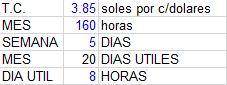 T.C. 3.85 soles por c/dolares
MES 160 horas
SEMANA 5 DIAS
MES 20 DIAS UTILES
DIA UTIL 8 HORAS